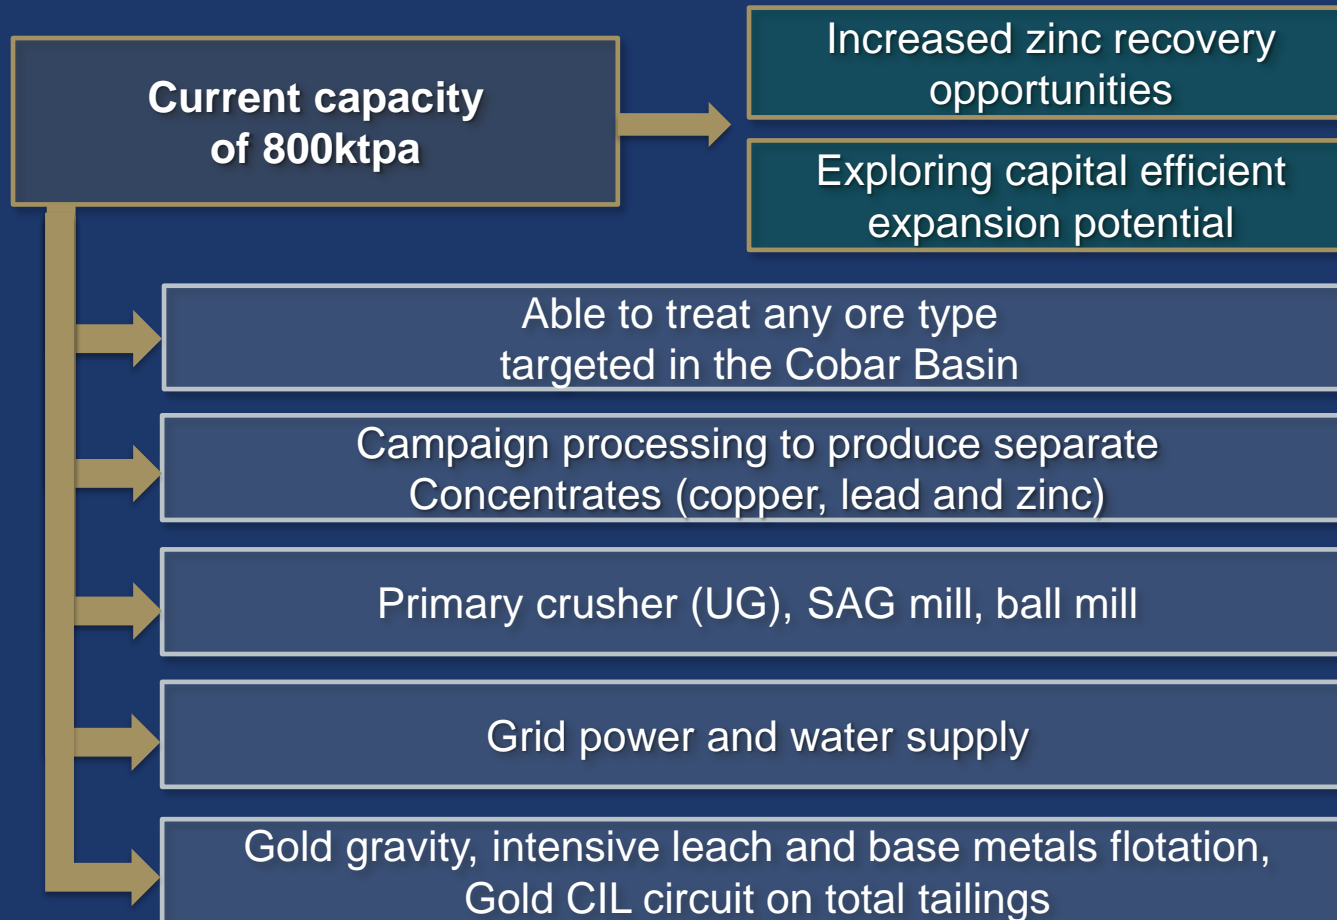 Current capacity
of 800ktpa
Increased zinc recovery
opportunities
Exploring capital efficient
expansion potential
Able to treat any ore type
targeted in the Cobar Basin
Campaign processing to produce separate
Concentrates (copper, lead and zinc)
Primary crusher (UG), SAG mill, ball mill
Grid power and water supply
Gold gravity, intensive leach and base metals flotation,
Gold CIL circuit on total tailings